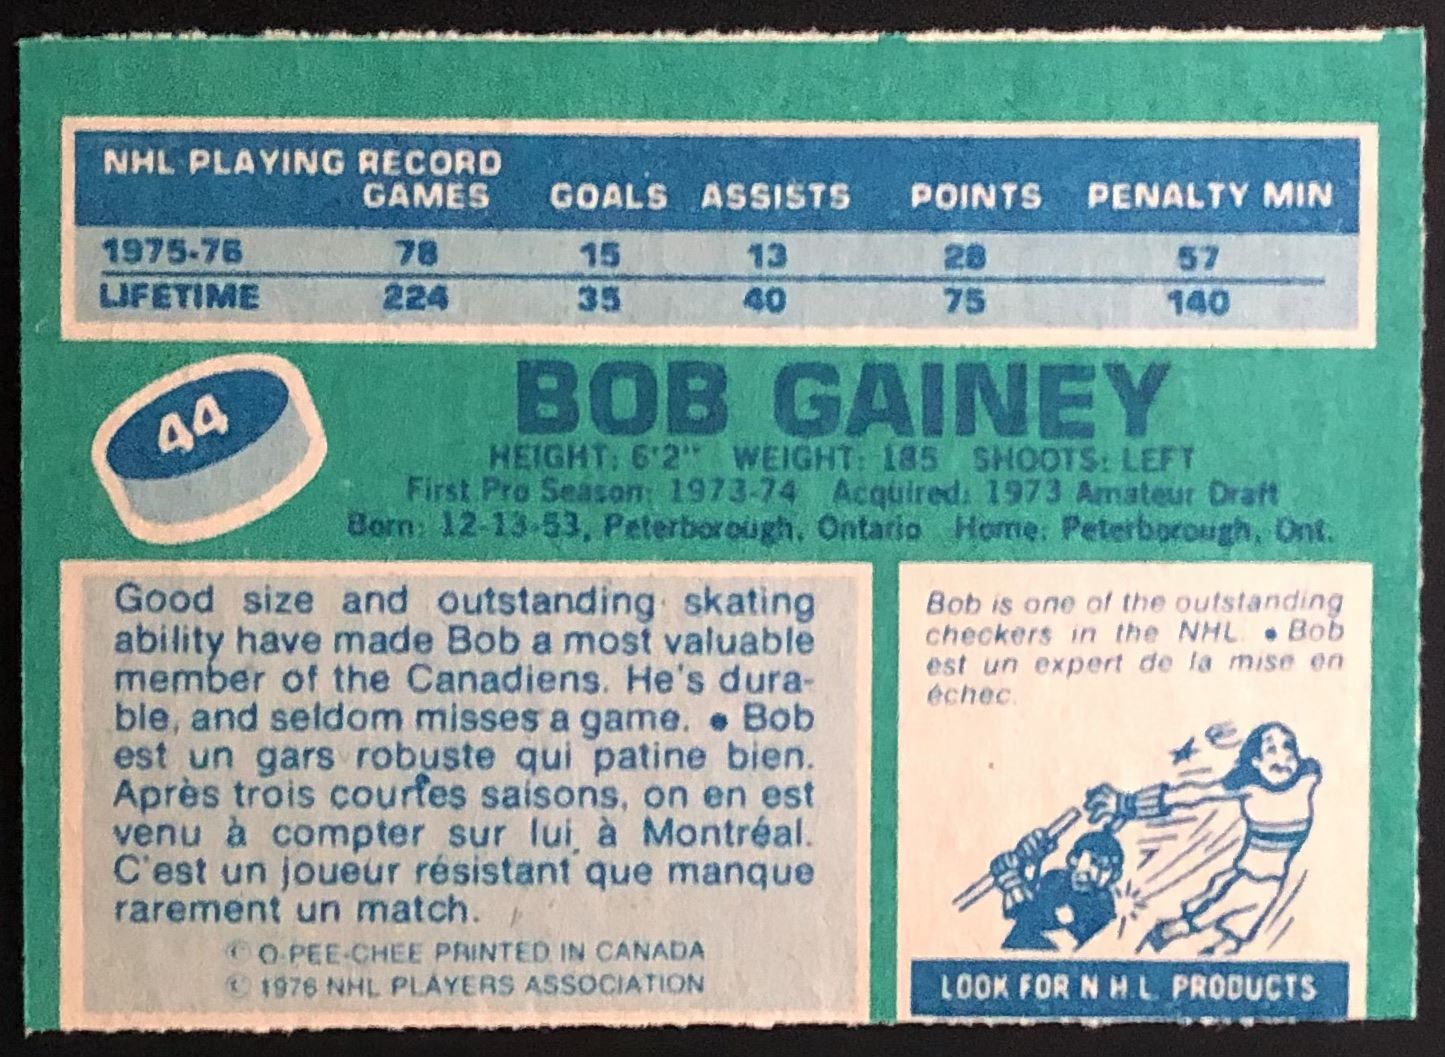 NHL PLAYING RECORD
GAMES GOALS ASSISTS POINTS PENALTY MIN
1975-76 78 15 13 28 57
LIFETIME 224 35 40 75 140
44
BOB GAINEY
HEIGHT: 6'2" WEIGHT: 185 SHOOTS: LEFT
First Pro Season: 1973-74 Acquired: 1973 Amateur Draft
Born: 12-13-53, Peterborough, Ontario Home: Peterborough, Ont.
Good size and outstanding skating
ability have made Bob a most valuable
member of the Canadiens. He's dura-
ble, and seldom misses a game. • Bob
est un gars robuste qui patine bien.
Après trois courtes saisons, on en est
venu à compter sur lui, à Montréal.
C'est un joueur résistant que manque
rarement un match.
© O-PEE-CHEE PRINTED IN CANADA
© 1976 NHL PLAYERS ASSOCIATION
Bob is one of the outstanding
checkers in the NHL. • Bob
est un expert de la mise en
échec.
LOOK FOR N H L PRODUCTS